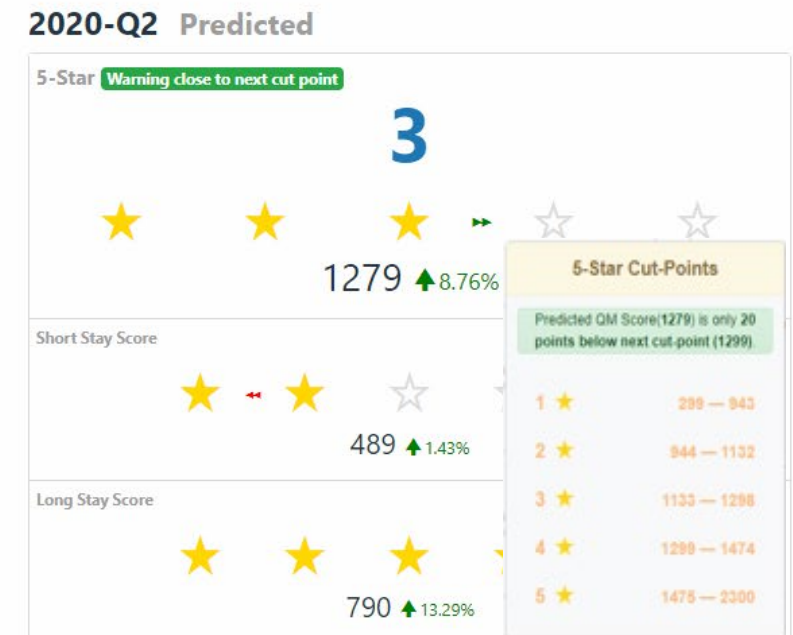 2020-Q2 Predicted
5-Star Warning close to next cut point
3
1279 8.76%
Short Stay Score
489 1.43%
Long Stay Score
790 13.29%
5-Star Cut-Points
Predicted QM Score(1279) is only 20
points below next cut-point (1299).
1 299 — 943
2 944 — 1132
3 1133 — 1298
4 1299 — 1474
5 1475 — 2300